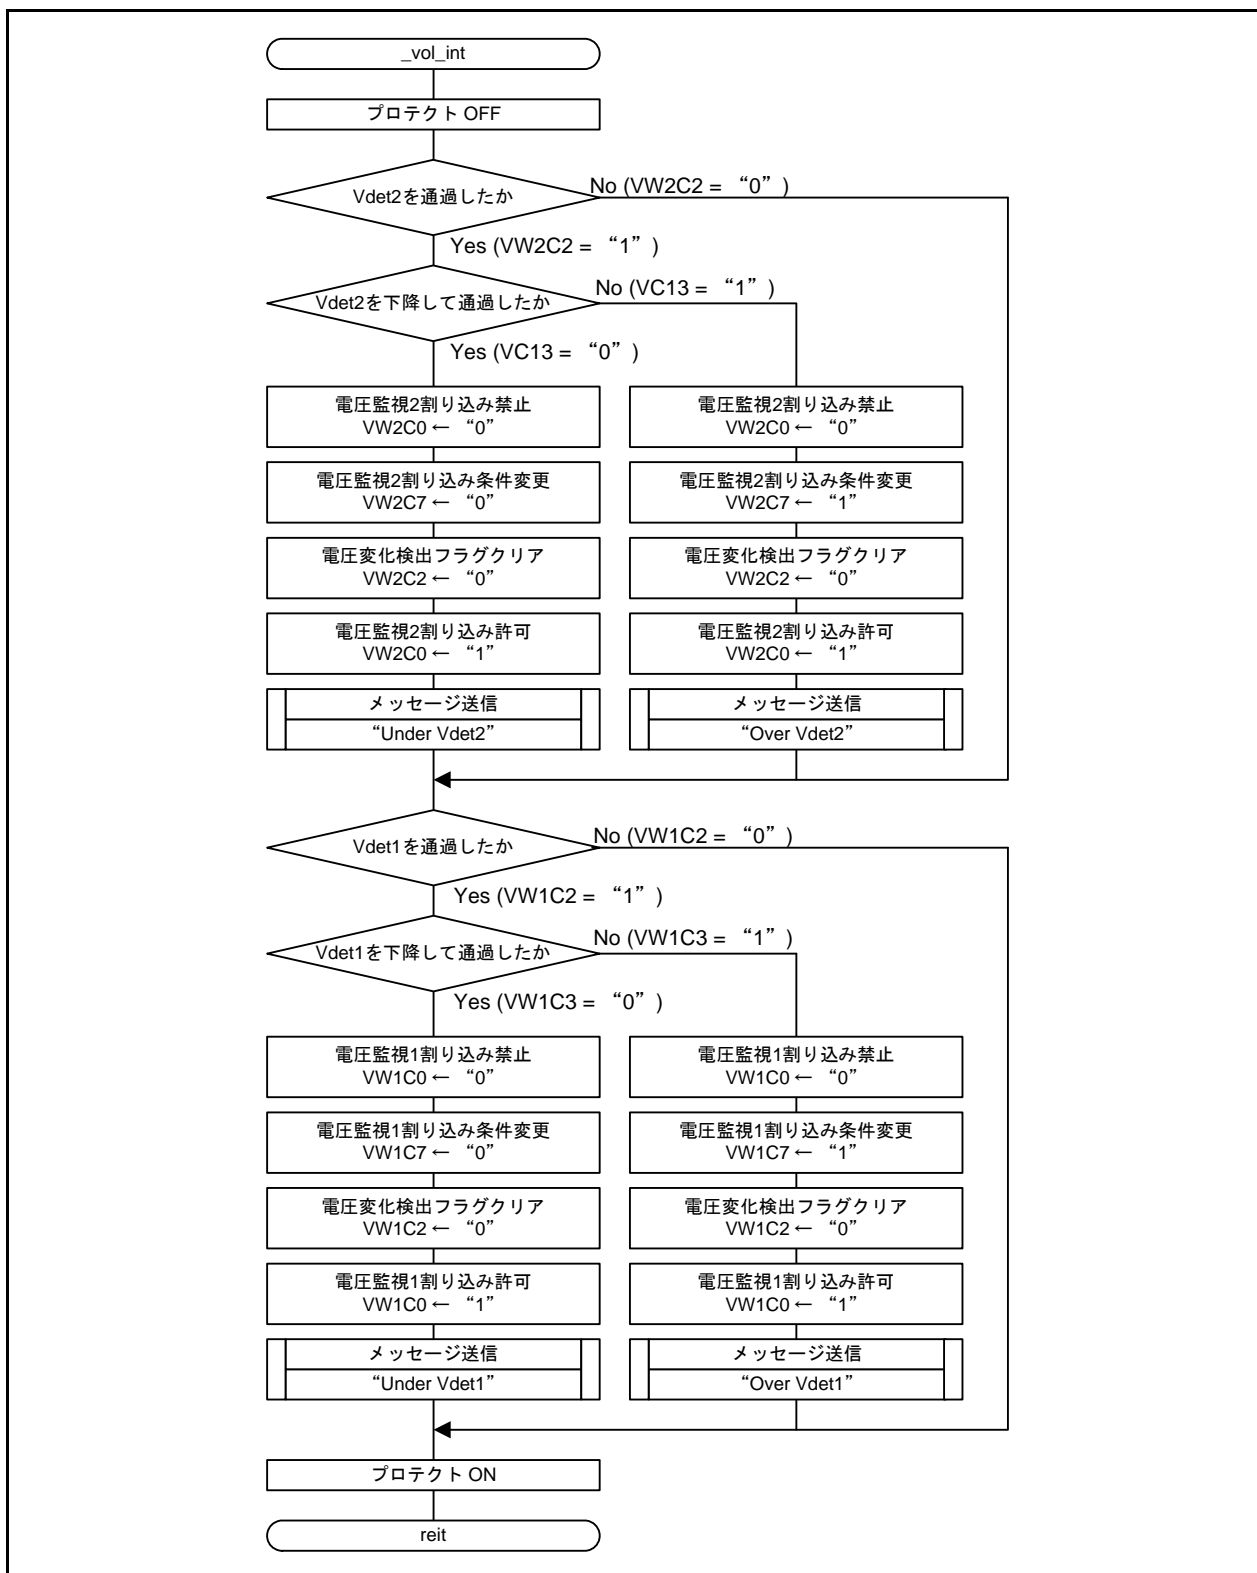 _vol_int
プロテクト OFF
Vdet2を通過したか
No (VW2C2 = “0”)
Yes (VW2C2 = “1”)
Vdet2を下降して通過したか
No (VC13 = “1”)
Yes (VC13 = “0”)
電圧監視2割り込み禁止
VW2C0 ← “0”
電圧監視2割り込み条件変更
VW2C7 ← “0”
電圧変化検出フラグクリア
VW2C2 ← “0”
電圧監視2割り込み許可
VW2C0 ← “1”
メッセージ送信
“Under Vdet2”
電圧監視2割り込み禁止
VW2C0 ← “0”
電圧監視2割り込み条件変更
VW2C7 ← “1”
電圧変化検出フラグクリア
VW2C2 ← “0”
電圧監視2割り込み許可
VW2C0 ← “1”
メッセージ送信
“Over Vdet2”
Vdet1を通過したか
No (VW1C2 = “0”)
Yes (VW1C2 = “1”)
Vdet1を下降して通過したか
No (VW1C3 = “1”)
Yes (VW1C3 = “0”)
電圧監視1割り込み禁止
VW1C0 ← “0”
電圧監視1割り込み条件変更
VW1C7 ← “0”
電圧変化検出フラグクリア
VW1C2 ← “0”
電圧監視1割り込み許可
VW1C0 ← “1”
メッセージ送信
“Under Vdet1”
電圧監視1割り込み禁止
VW1C0 ← “0”
電圧監視1割り込み条件変更
VW1C7 ← “1”
電圧変化検出フラグクリア
VW1C2 ← “0”
電圧監視1割り込み許可
VW1C0 ← “1”
メッセージ送信
“Over Vdet1”
プロテクト ON
reit